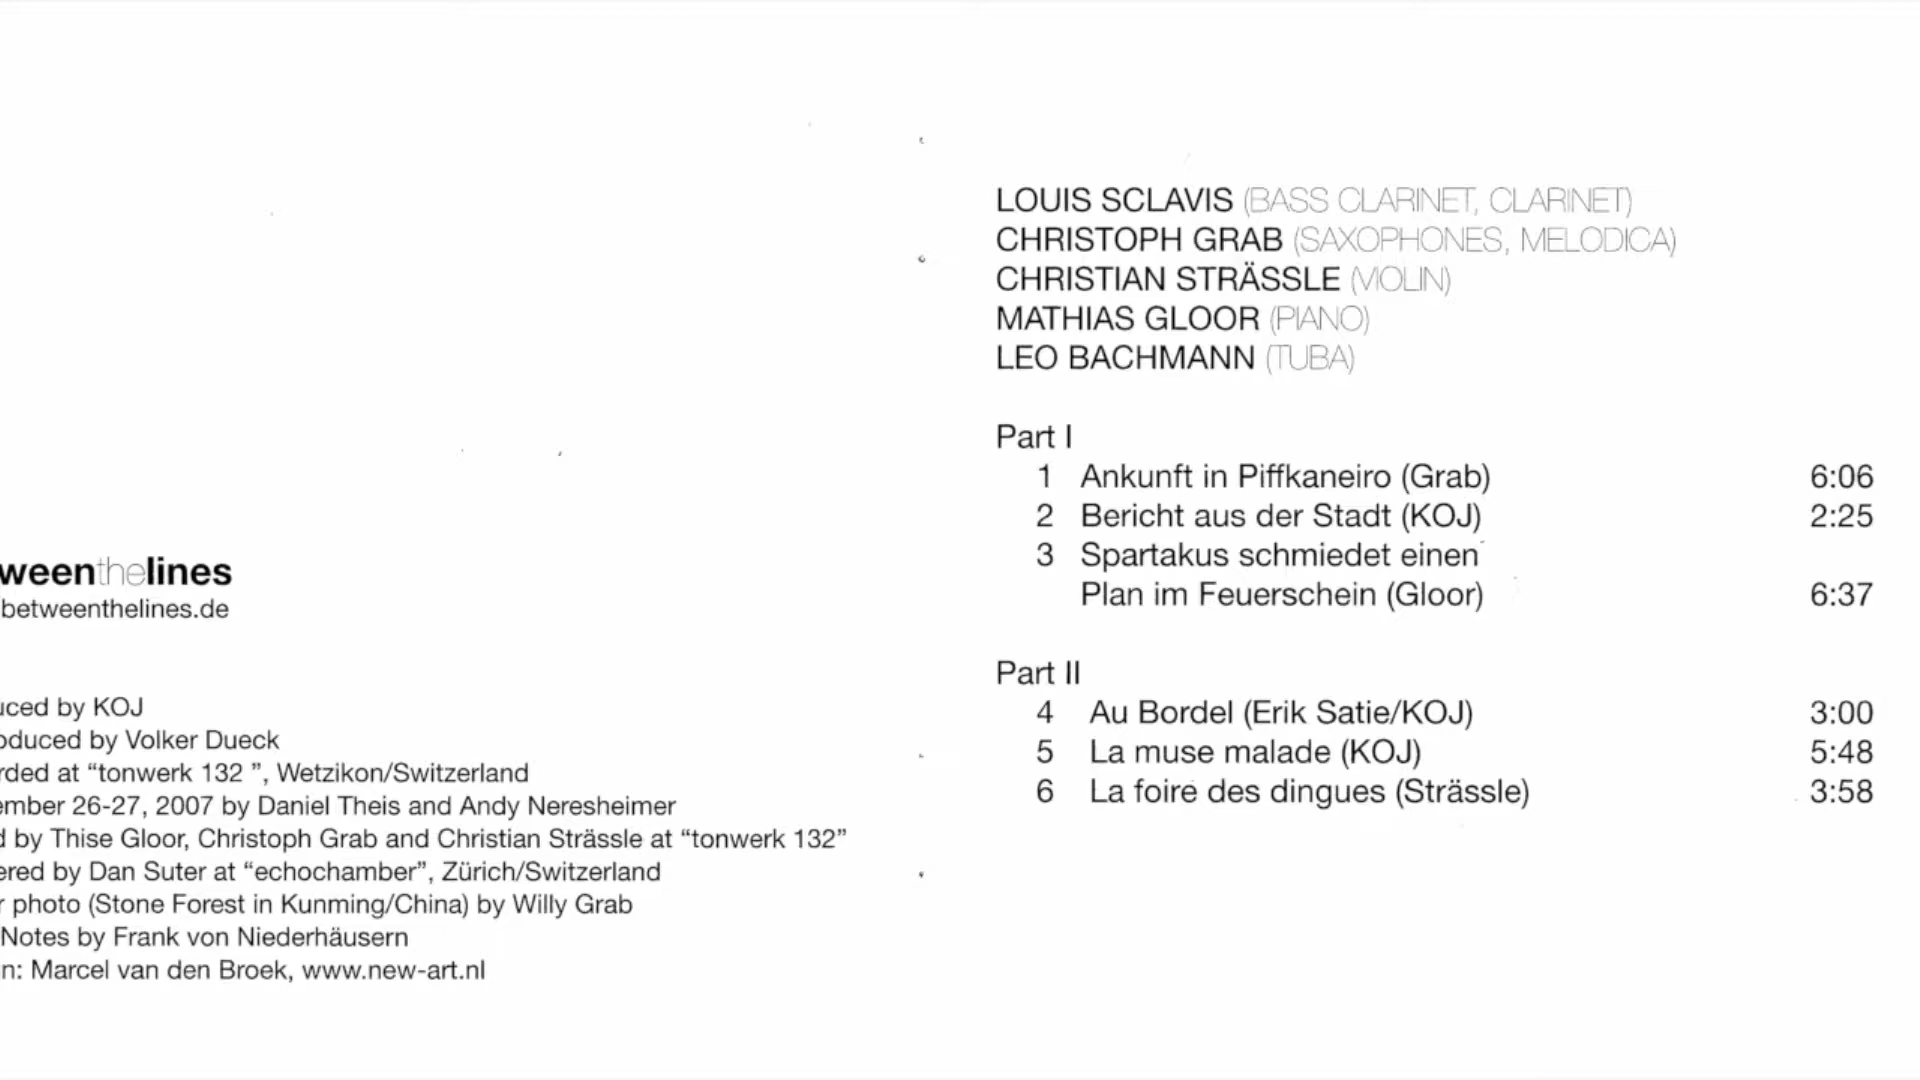 weenthelines
betweenthelines.de
uced by KOJ
oduced by Volker Dueck
rded at “tonwerk 132 ”, Wetzikon/Switzerland
ember 26-27, 2007 by Daniel Theis and Andy Neresheimer
d by Thise Gloor, Christoph Grab and Christian Strässle at “tonwerk 132”
ered by Dan Suter at “echochamber”, Zürich/Switzerland
r photo (Stone Forest in Kunming/China) by Willy Grab
Notes by Frank von Niederhäusern
n: Marcel van den Broek, www.new-art.nl
LOUIS SCLAVIS (BASS CLARINET, CLARINET)
CHRISTOPH GRAB (SAXOPHONES, MELODICA)
CHRISTIAN STRÄSSLE (VIOLIN)
MATHIAS GLOOR (PIANO)
LEO BACHMANN (TUBA)
Part I
1 Ankunft in Piffkaneiro (Grab) 6:06
2 Bericht aus der Stadt (KOJ) 2:25
3 Spartakus schmiedet einen
Plan im Feuerschein (Gloor) 6:37
Part II
4 Au Bordel (Erik Satie/KOJ) 3:00
5 La muse malade (KOJ) 5:48
6 La foire des dingues (Strässle) 3:58